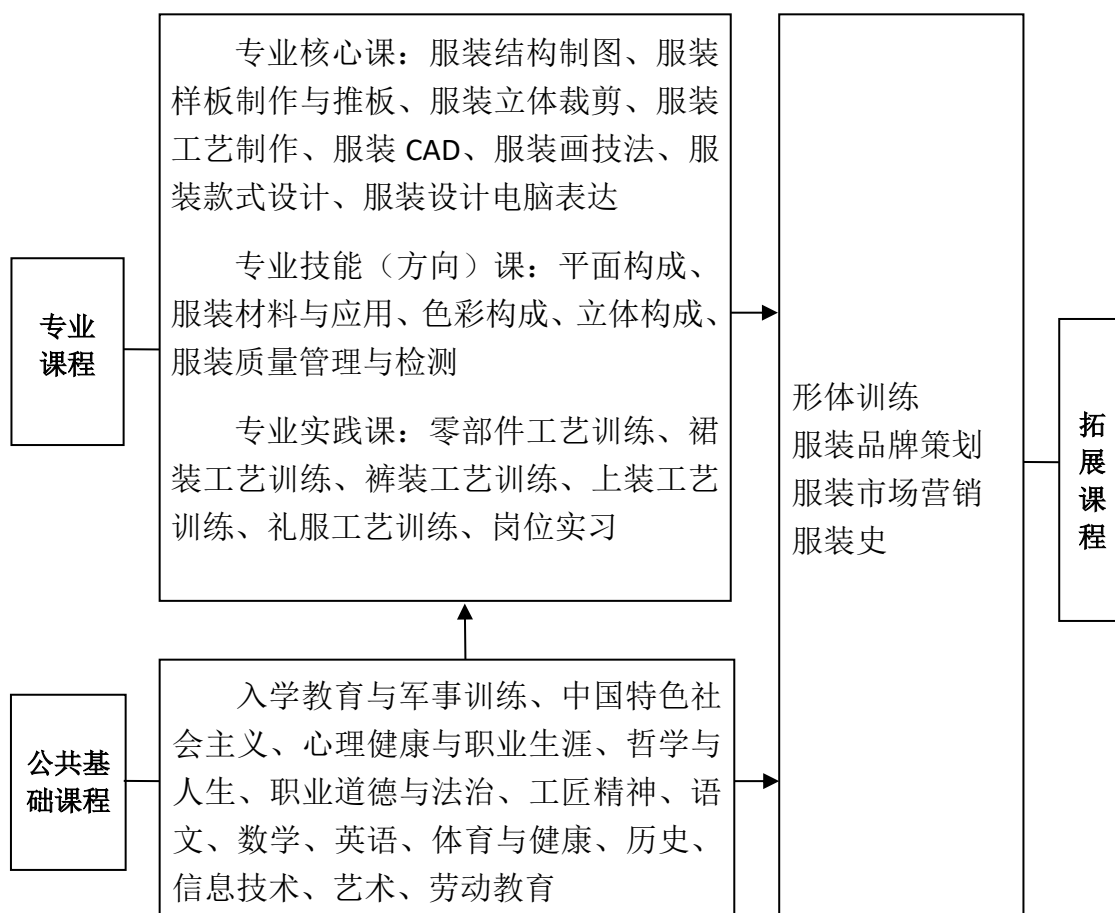 专业
课程
专业核心课：服装结构制图、服装
样板制作与推板、服装立体裁剪、服装
工艺制作、服装 CAD、服装画技法、服
装款式设计、服装设计电脑表达
专业技能（方向）课：平面构成、
服装材料与应用、色彩构成、立体构成、
服装质量管理与检测
专业实践课：零部件工艺训练、裙
装工艺训练、裤装工艺训练、上装工艺
训练、礼服工艺训练、岗位实习
公共基
础课程
入学教育与军事训练、中国特色社
会主义、心理健康与职业生涯、哲学与
人生、职业道德与法治、工匠精神、语
文、数学、英语、体育与健康、历史、
信息技术、艺术、劳动教育
形体训练
服装品牌策划
服装市场营销
服装史
拓
展
课
程